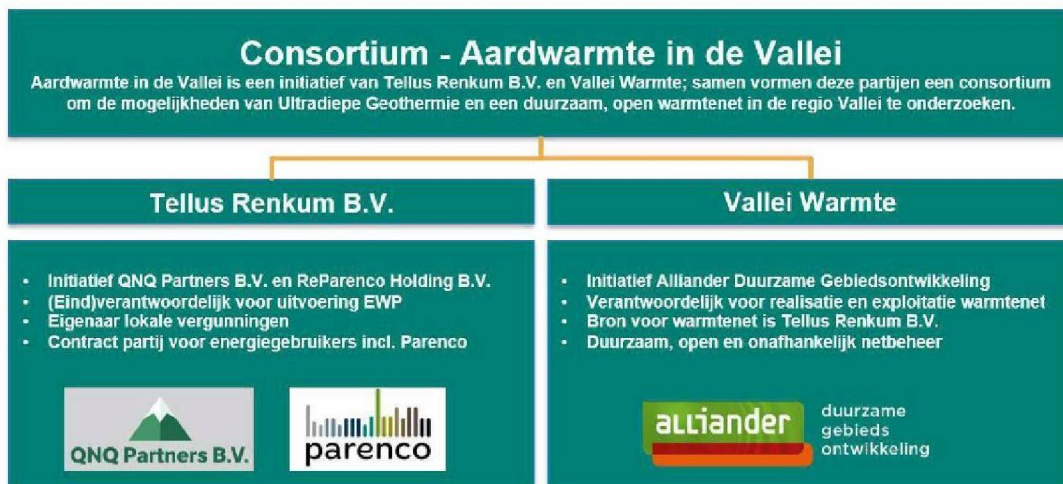 Consortium - Aardwarmte in de Vallei
Aardwarmte in de Vallei is een initiatief van Tellus Renkum B.V. en Vallei Warmte; samen vormen deze partijen een consortium
om de mogelijkheden van Ultradiepe Geothermie en een duurzaam, open warmtenet in de regio Vallei te onderzoeken.
Tellus Renkum B.V.
• Initiatief QNQ Partners B.V. en ReParenco Holding B.V.
• (Eind)verantwoordelijk voor uitvoering EWP
• Eigenaar lokale vergunningen
• Contract partij voor energiegebruikers incl. Parenco
QNQ Partners B.V.
parenco
Vallei Warmte
• Initiatief Alliander Duurzame Gebiedsontwikkeling
• Verantwoordelijk voor realisatie en exploitatie warmtenet
• Bron voor warmtenet is Tellus Renkum B.V.
• Duurzaam, open en onafhankelijk netbeheer
alliander
duurzame
gebieds
ontwikkeling